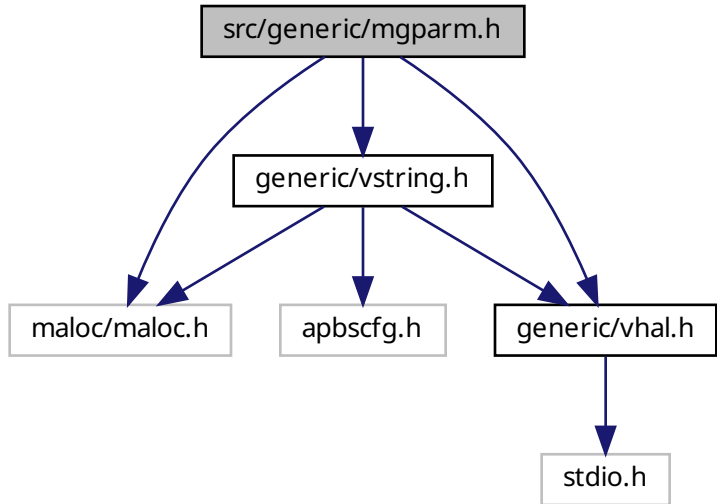 src/generic/mgparm.h
generic/vstring.h
maloc/maloc.h
apbscfg.h
generic/vhal.h
stdio.h